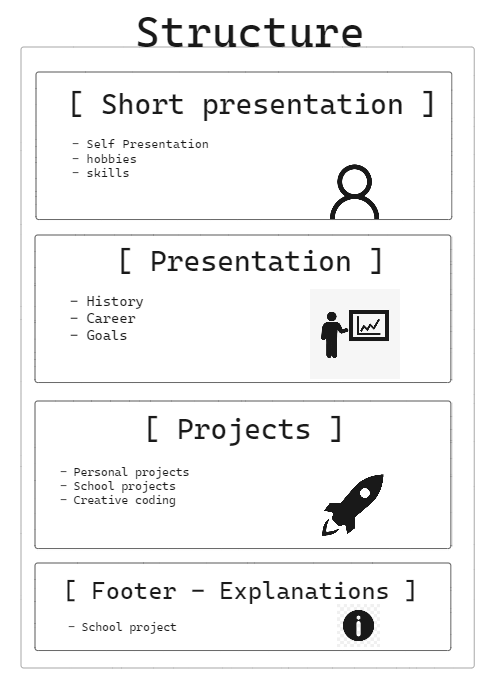 Structure
[ Short presentation ]
- Self Presentation
- hobbies
- skills
[ Presentation ]
- History
- Career
- Goals
[ Projects ]
- Personal projects
- School projects
- Creative coding
[ Footer - Explanations ]
- School project